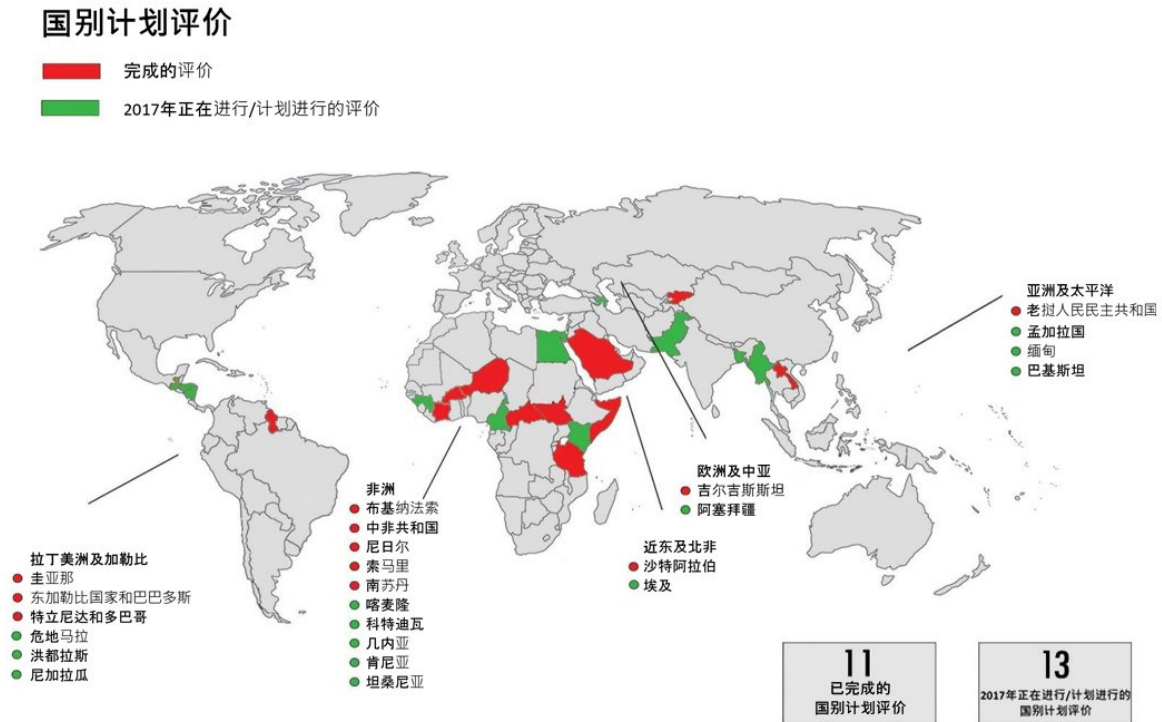 国别计划评价
完成的评价
2017年正在进行/计划进行的评价
亚洲及太平洋
老挝人民民主共和国
孟加拉国
缅甸
巴基斯坦
欧洲及中亚
吉尔吉斯斯坦
阿塞拜疆
近东及北非
沙特阿拉伯
埃及
非洲
布基纳法索
中非共和国
尼日尔
索马里
南苏丹
喀麦隆
科特迪瓦
几内亚
肯尼亚
坦桑尼亚
拉丁美洲及加勒比
圭亚那
东加勒比国家和巴巴多斯
特立尼达和多巴哥
危地马拉
洪都拉斯
尼加拉瓜
11
已完成的
国别计划评价
13
2017年正在进行/计划进行的
国别计划评价